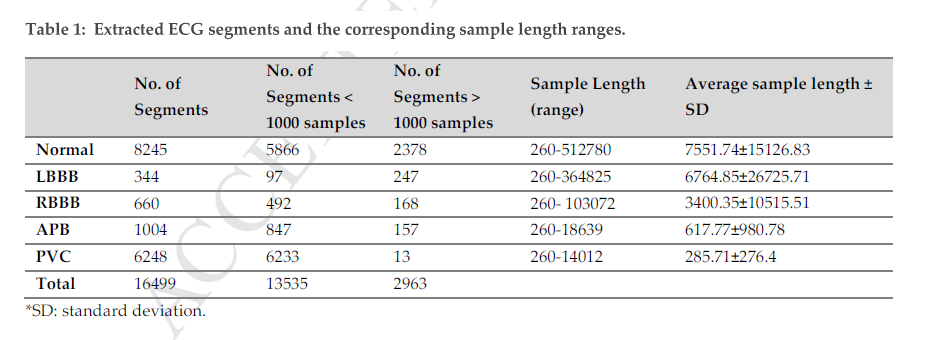 Table 1: Extracted ECG segments and the corresponding sample length ranges.
No. of Segments No. of Segments < 1000 samples No. of Segments > 1000 samples Sample Length (range) Average sample length ± SD
Normal 8245 5866 2378 260-512780 7551.74±15126.83
LBBB 344 97 247 260-364825 6764.85±26725.71
RBBB 660 492 168 260- 103072 3400.35±10515.51
APB 1004 847 157 260-18639 617.77±980.78
PVC 6248 6233 13 260-14012 285.71±276.4
Total 16499 13535 2963
*SD: standard deviation.
ACCE